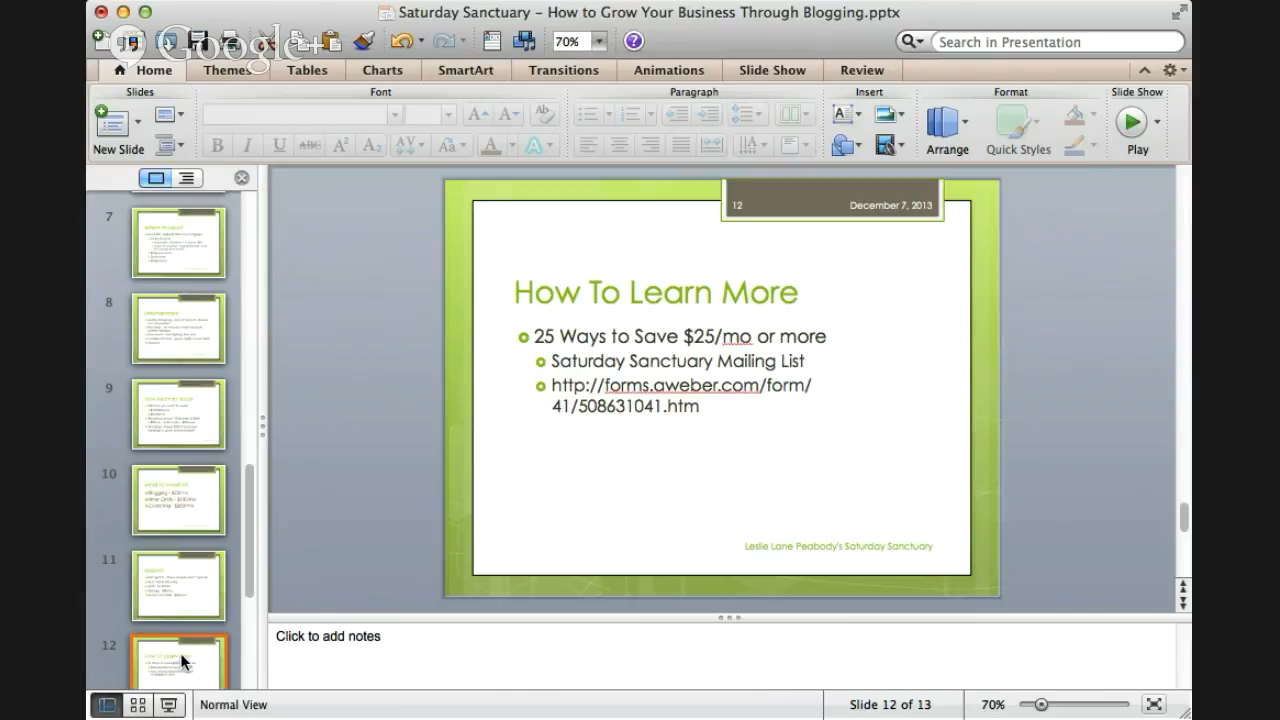 Saturday Sanctuary – How to Grow Your Business Through Blogging.pptx
Google+
70%
Search in Presentation
Home Themes Tables Charts SmartArt Transitions Animations Slide Show Review
Slides Font Paragraph Insert Format Slide Show
New Slide Arrange Quick Styles Play
7
8
9
10
11
12
12 December 7, 2013
How To Learn More
25 Ways to Save $25/mo or more
Saturday Sanctuary Mailing List
http://forms.aweber.com/form/
41/508631041.htm
Leslie Lane Peabody's Saturday Sanctuary
Click to add notes
Normal View Slide 12 of 13 70%